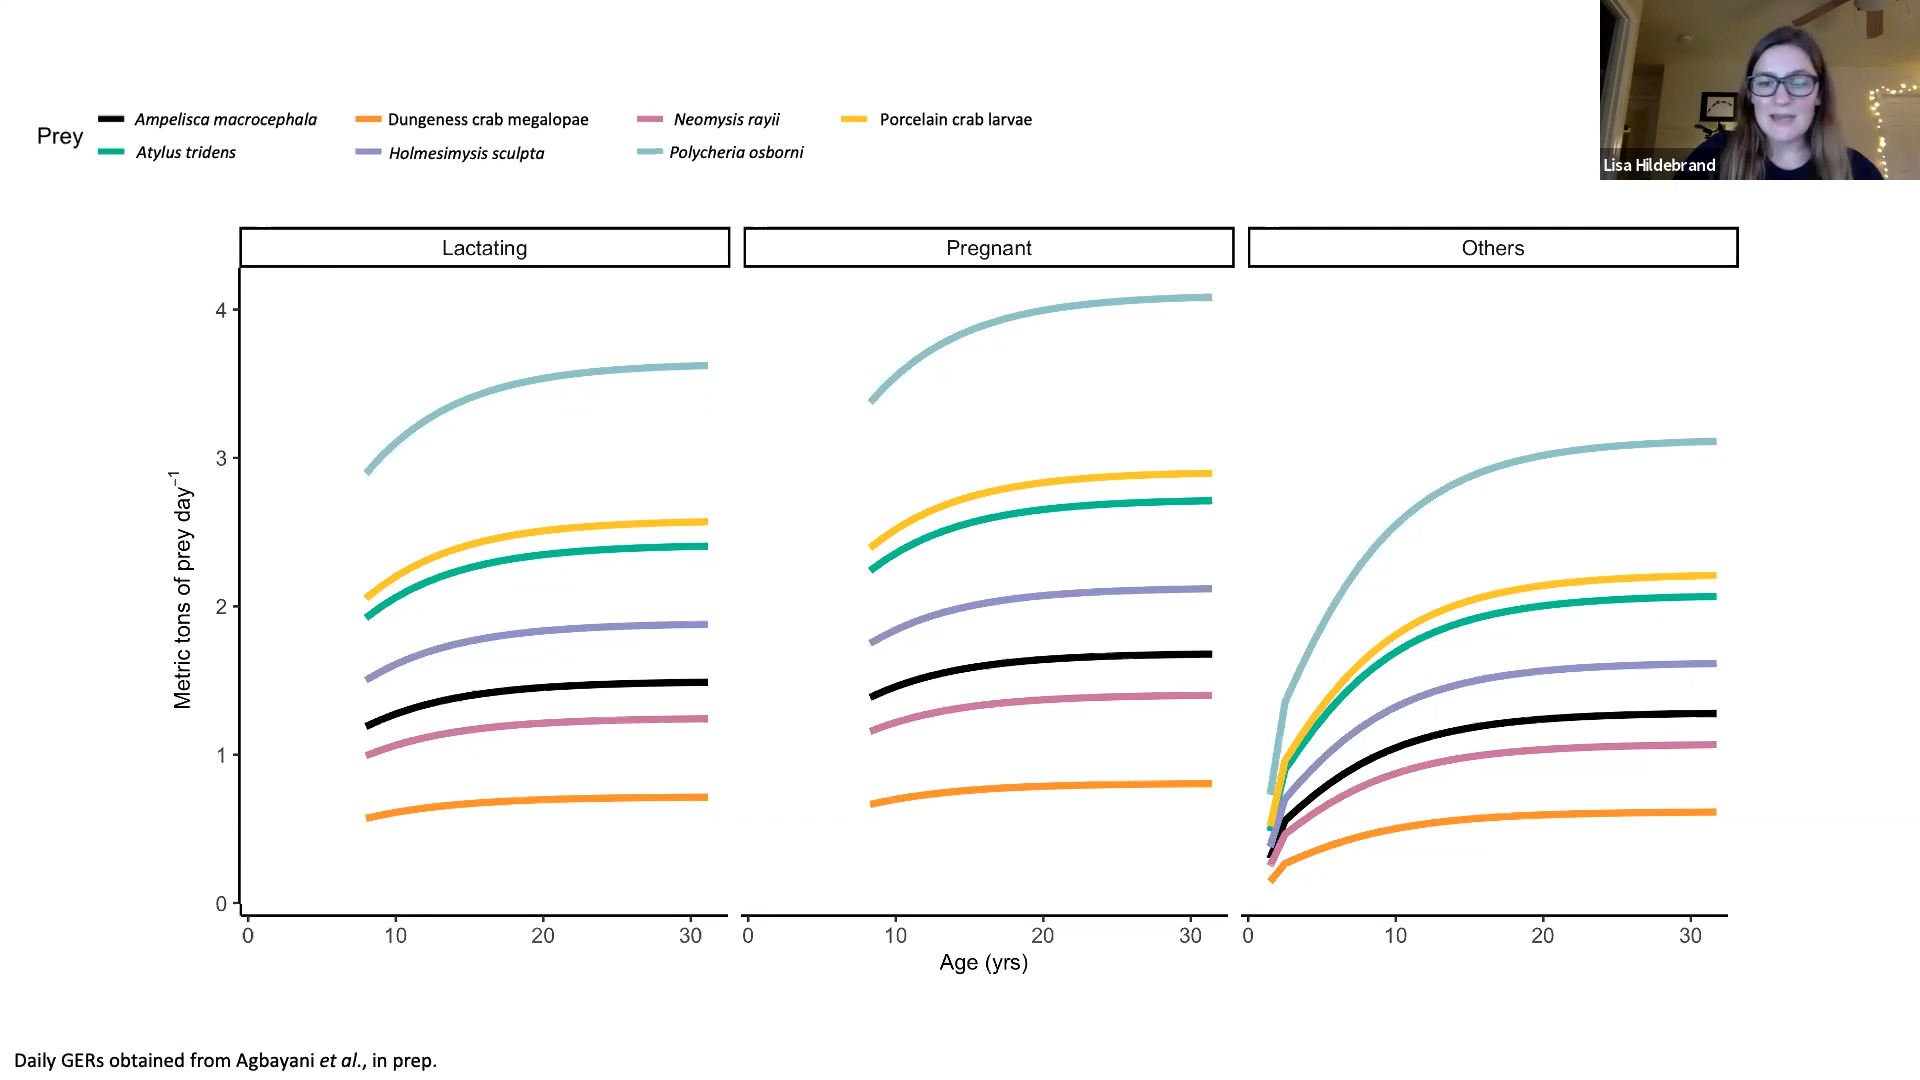 Lisa Hildebrand
Prey
Ampelisca macrocephala
Dungeness crab megalopae
Neomysis rayii
Porcelain crab larvae
Atylus tridens
Holmesimysis sculpta
Polycheria osborni
Lactating
Pregnant
Others
Metric tons of prey day⁻¹
4
3
2
1
0
0 10 20 30
0 10 20 30
0 10 20 30
Age (yrs)
Daily GERs obtained from Agbayani et al., in prep.